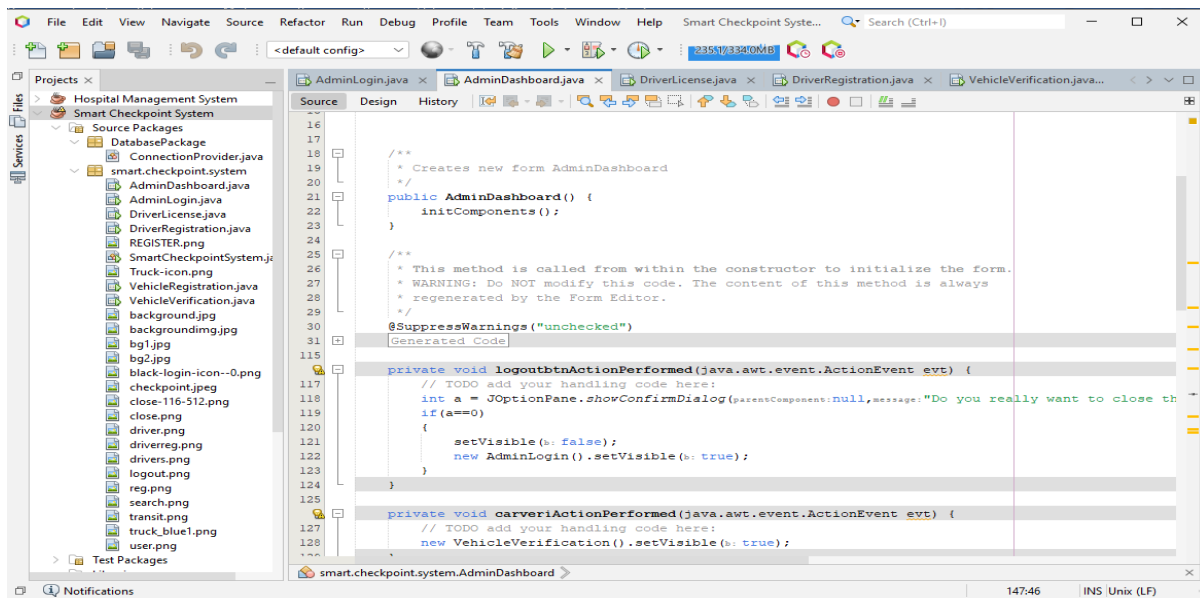 File Edit View Navigate Source Refactor Run Debug Profile Team Tools Window Help Smart Checkpoint Syste... Search (Ctrl+I)
<default config> 235.1/334.0MB
Projects
AdminLogin.java AdminDashboard.java DriverLicense.java DriverRegistration.java VehicleVerification.java...
Source Design History
Files
Services
Hospital Management System
Smart Checkpoint System
Source Packages
DatabasePackage
ConnectionProvider.java
smart.checkpoint.system
AdminDashboard.java
AdminLogin.java
DriverLicense.java
DriverRegistration.java
REGISTER.png
SmartCheckpointSystem.ja
Truck-icon.png
VehicleRegistration.java
VehicleVerification.java
background.jpg
backgroundimg.jpg
bg1.jpg
bg2.jpg
black-login-icon--0.png
checkpoint.jpeg
close-116-512.png
close.png
driver.png
driverreg.png
drivers.png
logout.png
reg.png
search.png
transit.png
truck_blue1.png
user.png
Test Packages
16
17
18 /**
19 * Creates new form AdminDashboard
20 */
21 public AdminDashboard() {
22 initComponents();
23 }
24
25 /**
26 * This method is called from within the constructor to initialize the form.
27 * WARNING: Do NOT modify this code. The content of this method is always
28 * regenerated by the Form Editor.
29 */
30 @SuppressWarnings("unchecked")
31 Generated Code
115
private void logoutbtnActionPerformed(java.awt.event.ActionEvent evt) {
117 // TODO add your handling code here:
118 int a = JOptionPane.showConfirmDialog(parentComponent:null,message:"Do you really want to close th
119 if(a==0)
120 {
121 setVisible(b: false);
122 new AdminLogin().setVisible(b: true);
123 }
124 }
125
private void carveriActionPerformed(java.awt.event.ActionEvent evt) {
127 // TODO add your handling code here:
128 new VehicleVerification().setVisible(b: true);
smart.checkpoint.system.AdminDashboard
Notifications 147:46 INS Unix (LF)